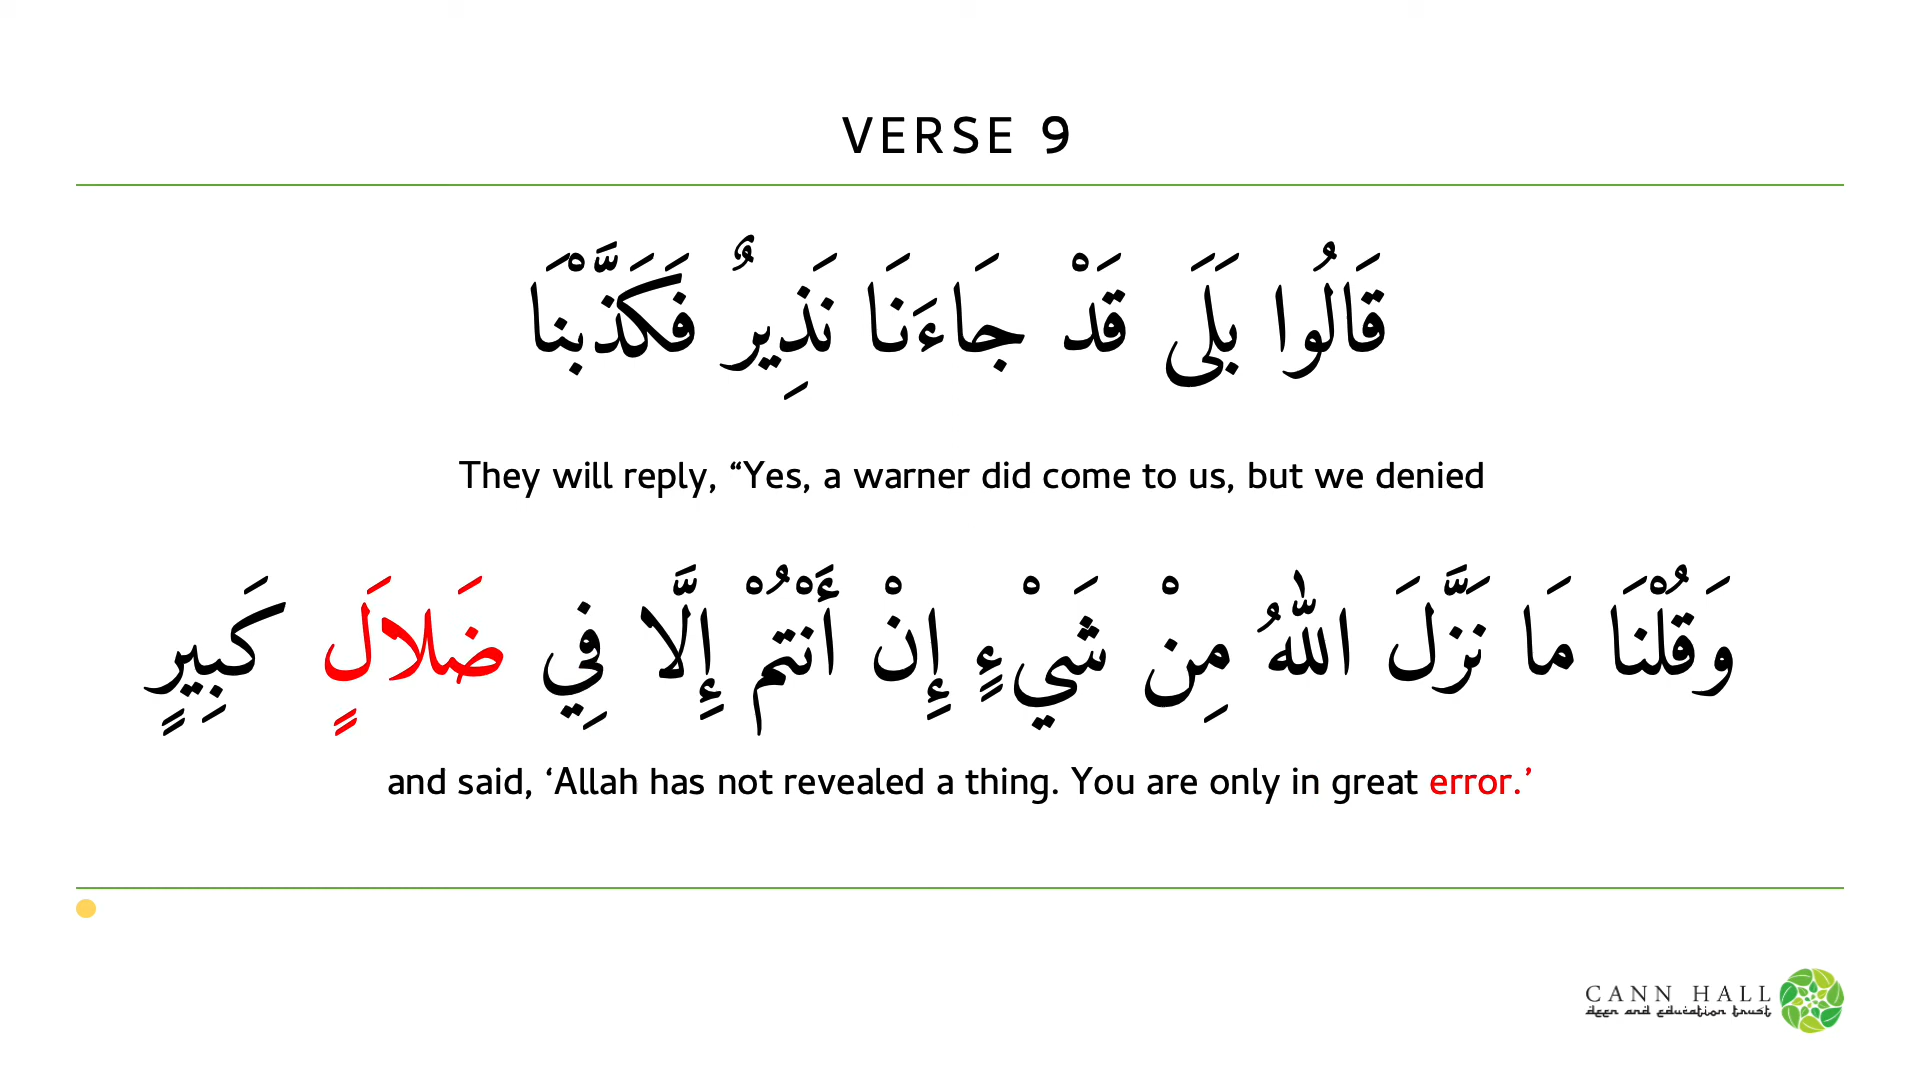 VERSE 9
قَالُوا بَلَى قَدْ جَاءَنَا نَذِيرٌ فَكَذَّبْنَا
They will reply, “Yes, a warner did come to us, but we denied
وَقُلْنَا مَا نَزَّلَ اللَّهُ مِنْ شَيْءٍ إِنْ أَنْتُمْ إِلَّا فِي ضَلَالَ‍ٍ كَبِيرٍ
and said, ‘Allah has not revealed a thing. You are only in great error.’
CANN HALL
deen and education trust